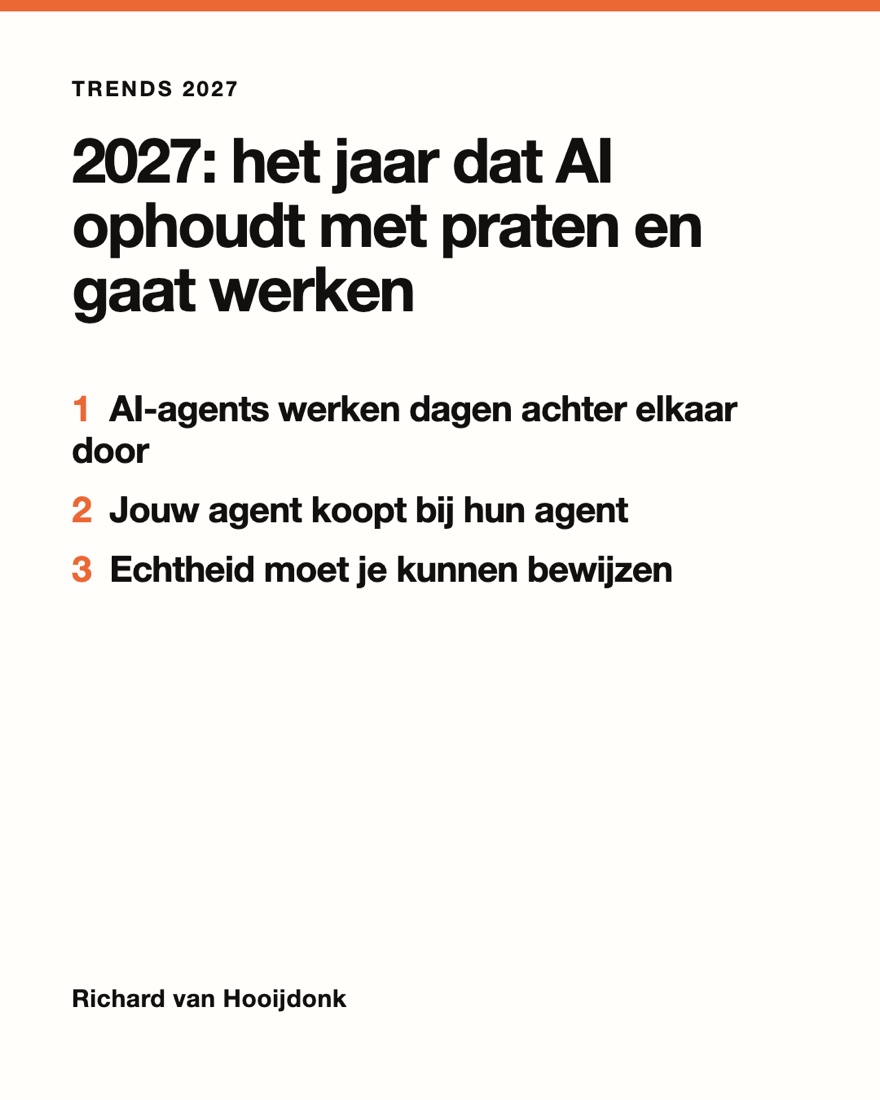 TRENDS 2027
2027: het jaar dat AI
ophoudt met praten en
gaat werken
1 AI-agents werken dagen achter elkaar
door
2 Jouw agent koopt bij hun agent
3 Echtheid moet je kunnen bewijzen
Richard van Hooijdonk